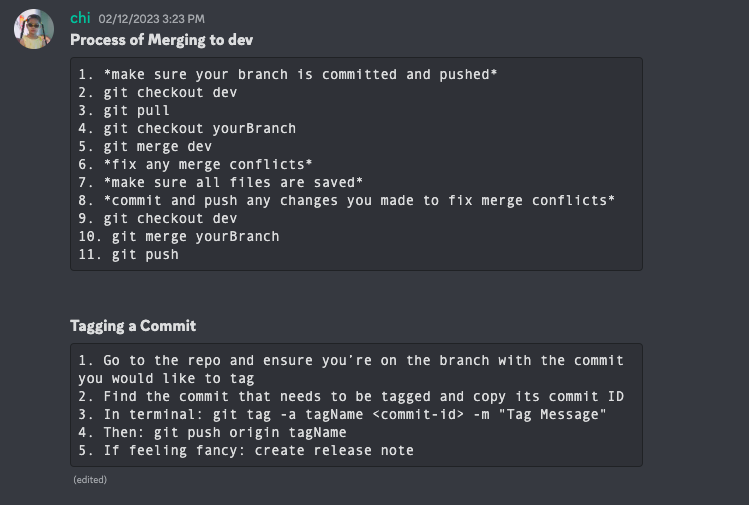 chi 02/12/2023 3:23 PM
Process of Merging to dev
1. *make sure your branch is committed and pushed*
2. git checkout dev
3. git pull
4. git checkout yourBranch
5. git merge dev
6. *fix any merge conflicts*
7. *make sure all files are saved*
8. *commit and push any changes you made to fix merge conflicts*
9. git checkout dev
10. git merge yourBranch
11. git push
Tagging a Commit
1. Go to the repo and ensure you're on the branch with the commit
you would like to tag
2. Find the commit that needs to be tagged and copy its commit ID
3. In terminal: git tag -a tagName <commit-id> -m "Tag Message"
4. Then: git push origin tagName
5. If feeling fancy: create release note
(edited)